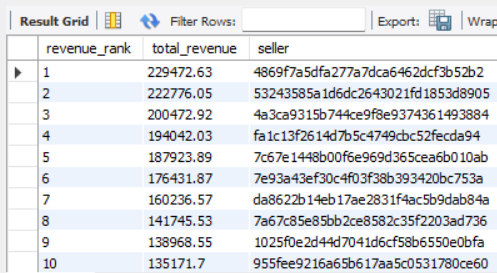 Result Grid Filter Rows: Export: Wrap
revenue_rank total_revenue seller
1 229472.63 4869f7a5dfa277a7dca6462dcf3b52b2
2 222776.05 53243585a1d6dc2643021fd1853d8905
3 200472.92 4a3ca9315b744ce9f8e9374361493884
4 194042.03 fa1c13f2614d7b5c4749cbc52fecda94
5 187923.89 7c67e1448b00f6e969d365cea6b010ab
6 176431.87 7e93a43ef30c4f03f38b393420bc753a
7 160236.57 da8622b14eb17ae2831f4ac5b9dab84a
8 141745.53 7a67c85e85bb2ce8582c35f2203ad736
9 138968.55 1025f0e2d44d7041d6cf58b6550e0bfa
10 135171.7 955fee9216a65b617aa5c0531780ce60